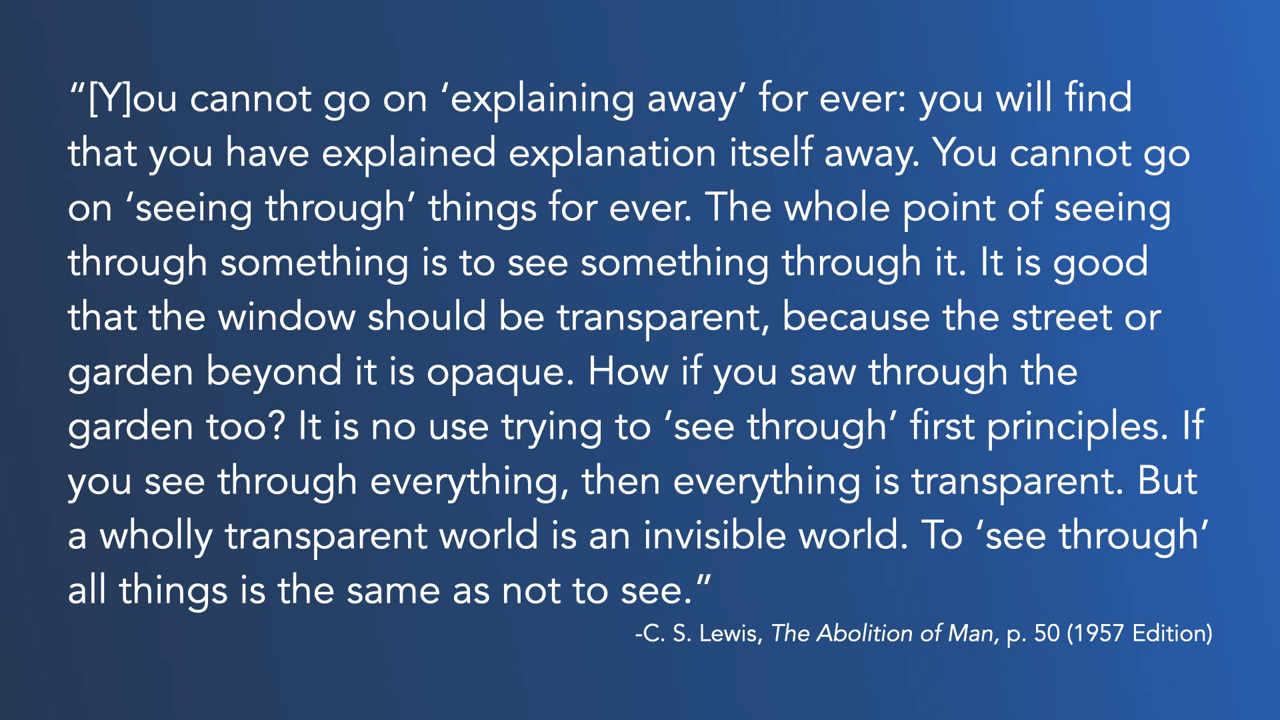 “[Y]ou cannot go on ‘explaining away’ for ever: you will find
that you have explained explanation itself away. You cannot go
on ‘seeing through’ things for ever. The whole point of seeing
through something is to see something through it. It is good
that the window should be transparent, because the street or
garden beyond it is opaque. How if you saw through the
garden too? It is no use trying to ‘see through’ first principles. If
you see through everything, then everything is transparent. But
a wholly transparent world is an invisible world. To ‘see through’
all things is the same as not to see.”
-C. S. Lewis, The Abolition of Man, p. 50 (1957 Edition)